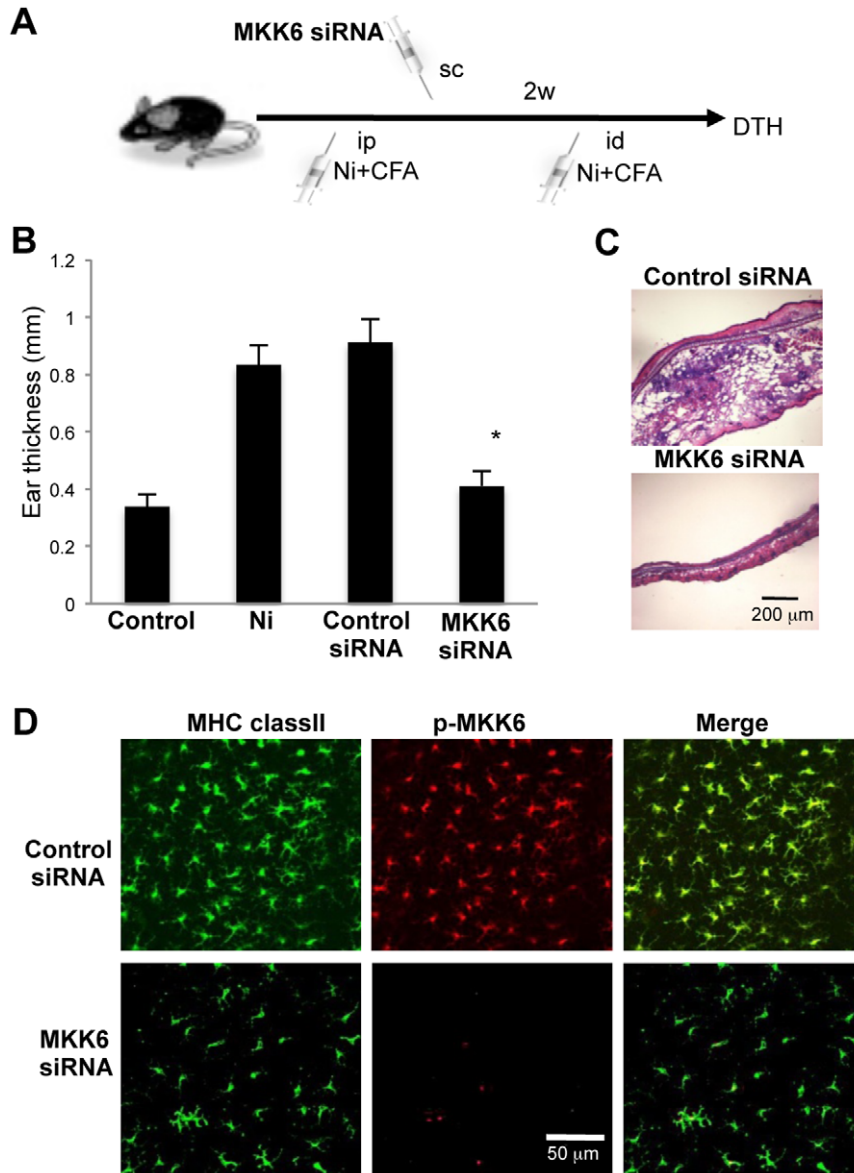 A
MKK6 siRNA
sc
2w
DTH
ip
Ni+CFA
id
Ni+CFA
B
1.2
1
0.8
0.6
0.4
0.2
0
Ear thickness (mm)
*
Control
Ni
Control
siRNA
MKK6
siRNA
C
Control siRNA
MKK6 siRNA
200 μm
D
MHC classII
p-MKK6
Merge
Control
siRNA
MKK6
siRNA
50 μm